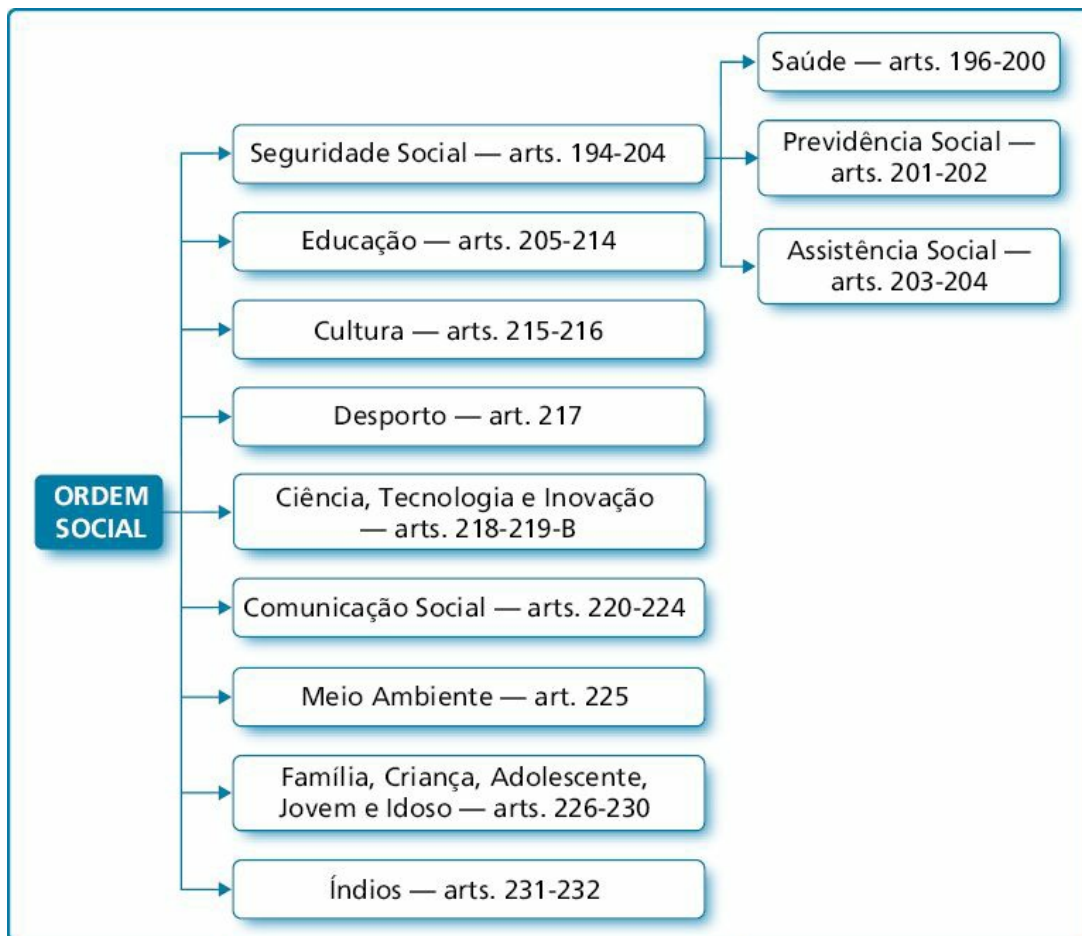 ORDEM
SOCIAL
Seguridade Social — arts. 194-204
Saúde — arts. 196-200
Previdência Social —
arts. 201-202
Assistência Social —
arts. 203-204
Educação — arts. 205-214
Cultura — arts. 215-216
Desporto — art. 217
Ciência, Tecnologia e Inovação
— arts. 218-219-B
Comunicação Social — arts. 220-224
Meio Ambiente — art. 225
Família, Criança, Adolescente,
Jovem e Idoso — arts. 226-230
Índios — arts. 231-232